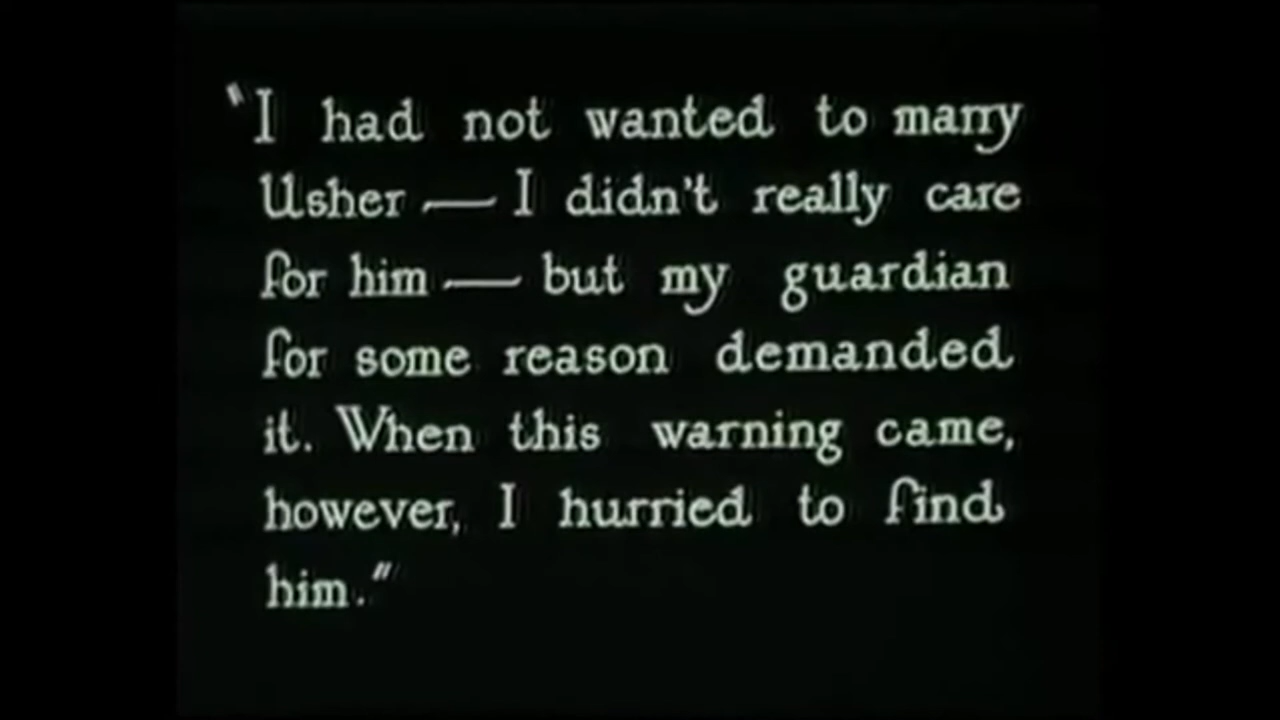 "I had not wanted to marry
Usher — I didn't really care
for him — but my guardian
for some reason demanded
it. When this warning came,
however, I hurried to find
him."